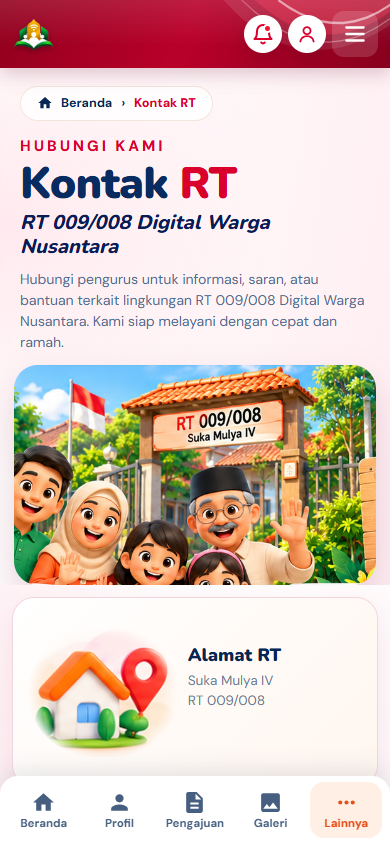 Beranda › Kontak RT
HUBUNGI KAMI
Kontak RT
RT 009/008 Digital Warga
Nusantara
Hubungi pengurus untuk informasi, saran, atau
bantuan terkait lingkungan RT 009/008 Digital Warga
Nusantara. Kami siap melayani dengan cepat dan
ramah.
RT 009/008
Suka Mulya IV
Alamat RT
Suka Mulya IV
RT 009/008
Beranda
Profil
Pengajuan
Galeri
Lainnya